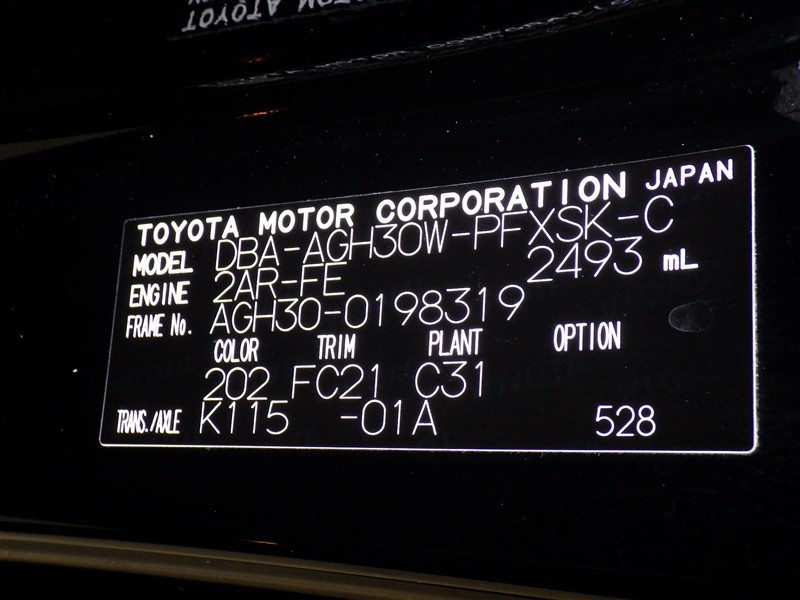 TOYOTA MOTOR CORPORATION JAPAN
MODEL DBA-AGH30W-PFXSK-C
ENGINE 2AR-FE 2493 mL
FRAME No. AGH30-0198319
COLOR TRIM PLANT OPTION
202 FC21 C31
TRANS./AXLE K115 -01A 528